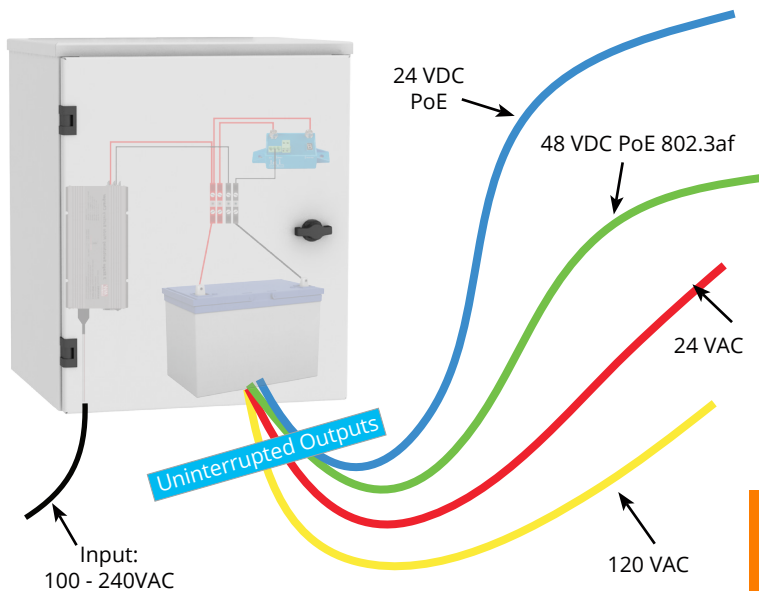 24 VDC
PoE
48 VDC PoE 802.3af
24 VAC
Uninterrupted Outputs
Input:
100 - 240VAC
120 VAC